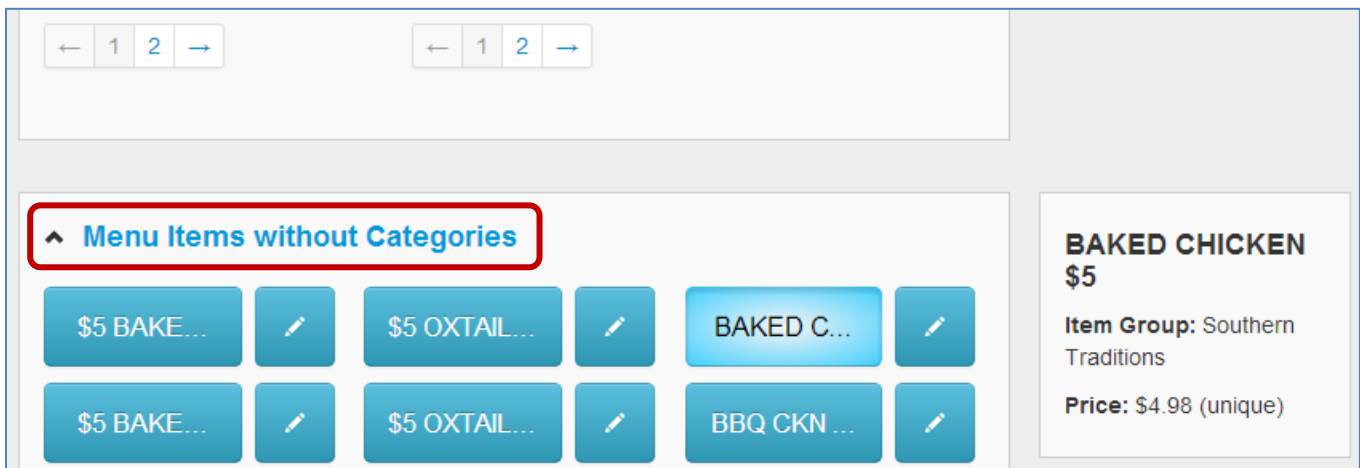 ← 1 2 → ← 1 2 →
Menu Items without Categories
$5 BAKE... $5 OXTAIL... BAKED C...
$5 BAKE... $5 OXTAIL... BBQ CKN ...
BAKED CHICKEN
$5
Item Group: Southern
Traditions
Price: $4.98 (unique)